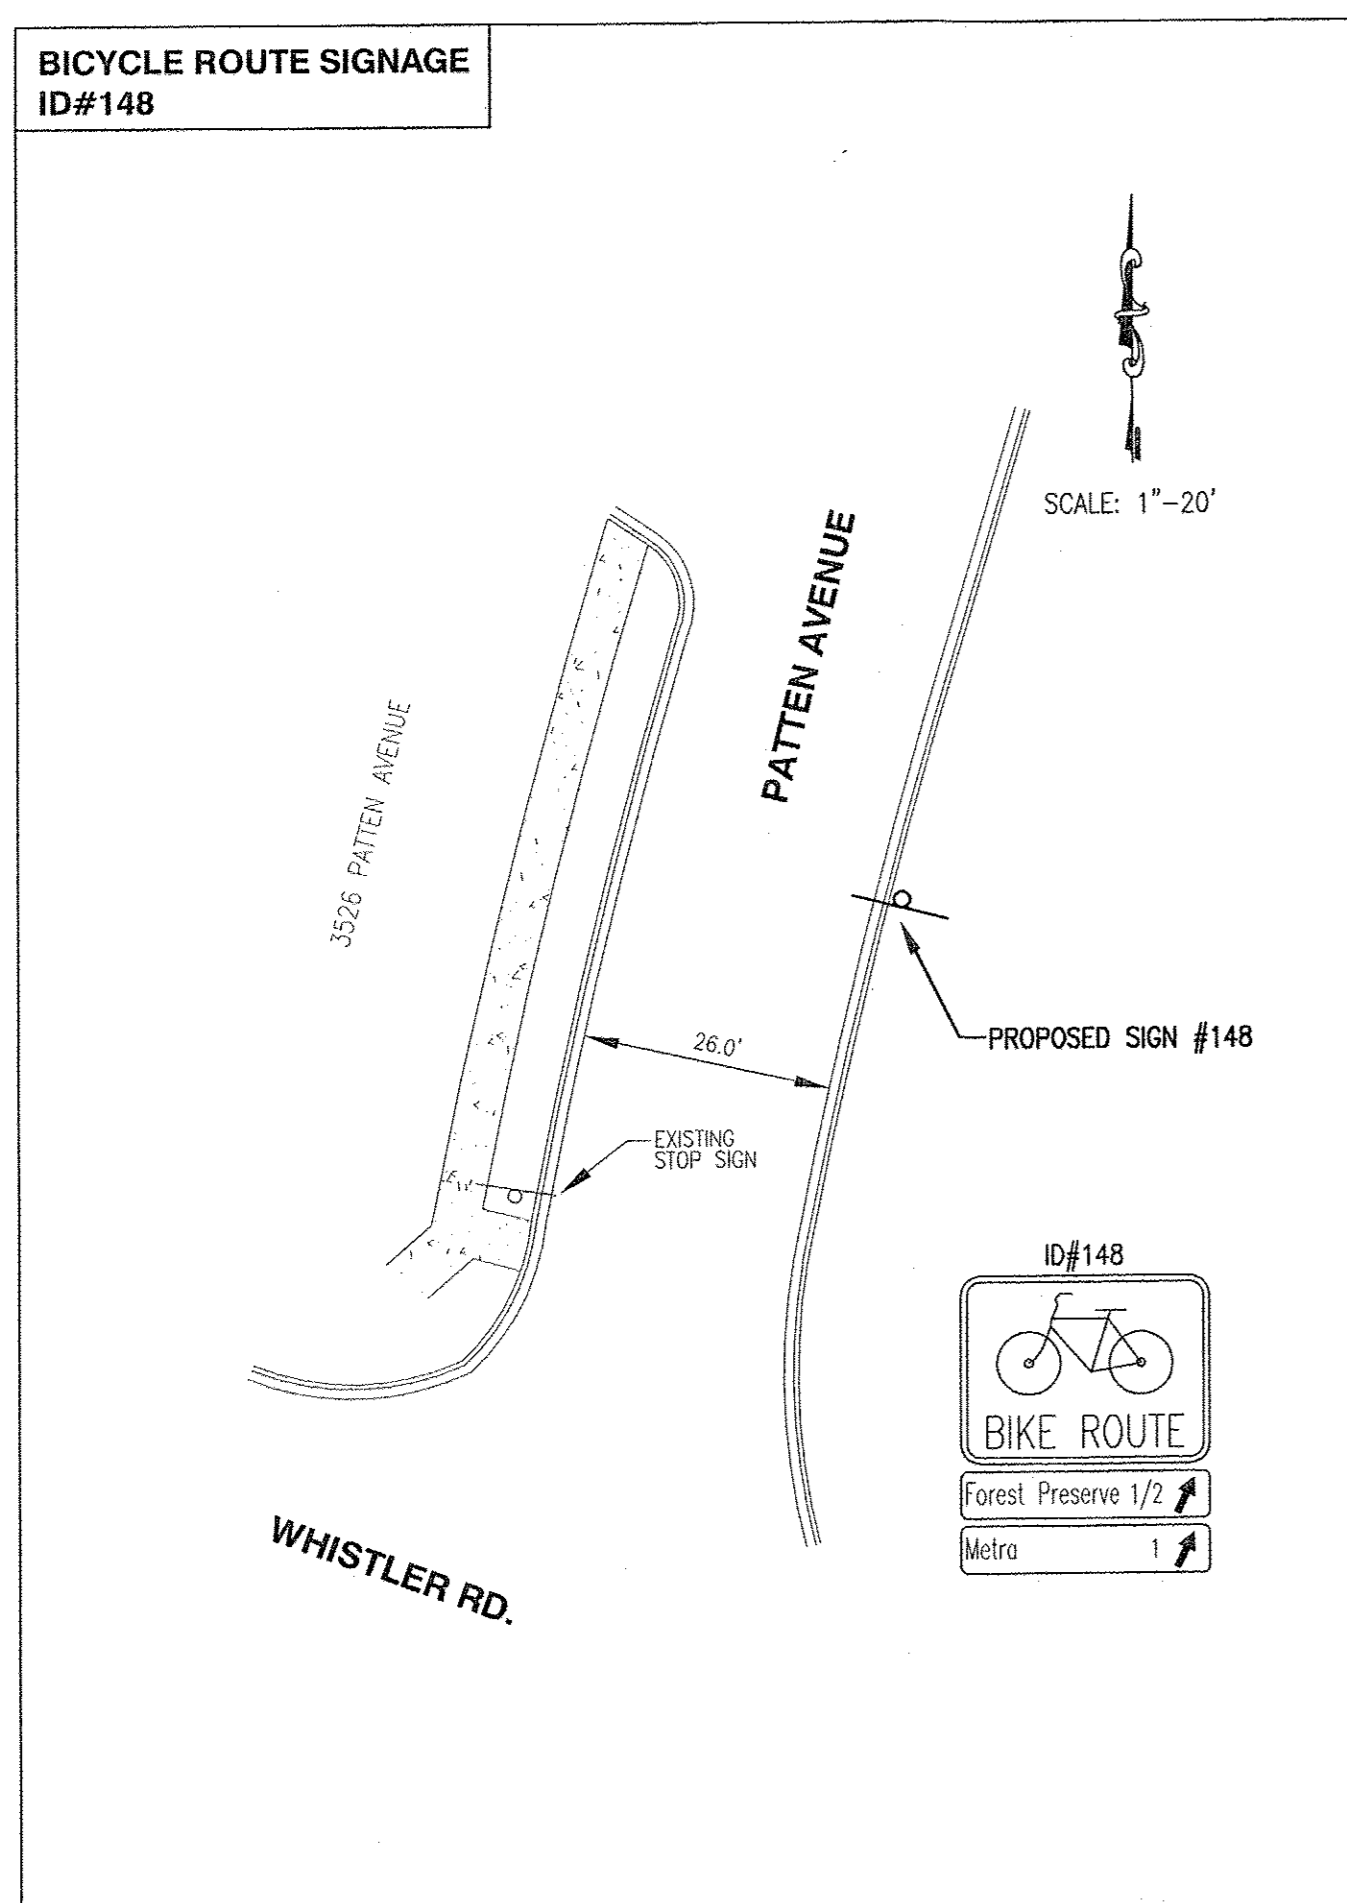 BICYCLE ROUTE SIGNAGE
ID#148
SCALE: 1"-20'
PATTEN AVENUE
3526 PATTEN AVENUE
PROPOSED SIGN #148
26.0'
EXISTING
STOP SIGN
ID#148
BIKE ROUTE
Forest Preserve 1/2
Metra 1
WHISTLER RD.